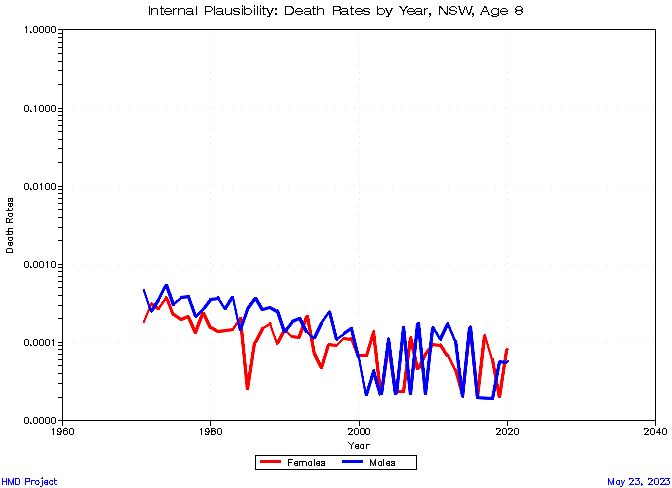 Internal Plausibility: Death Rates by Year, NSW, Age 8
1.0000
0.1000
0.0100
0.0010
0.0001
0.0000
Death Rates
1960 1980 2000 2020 2040
Year
Females Males
HMD Project May 23, 2023